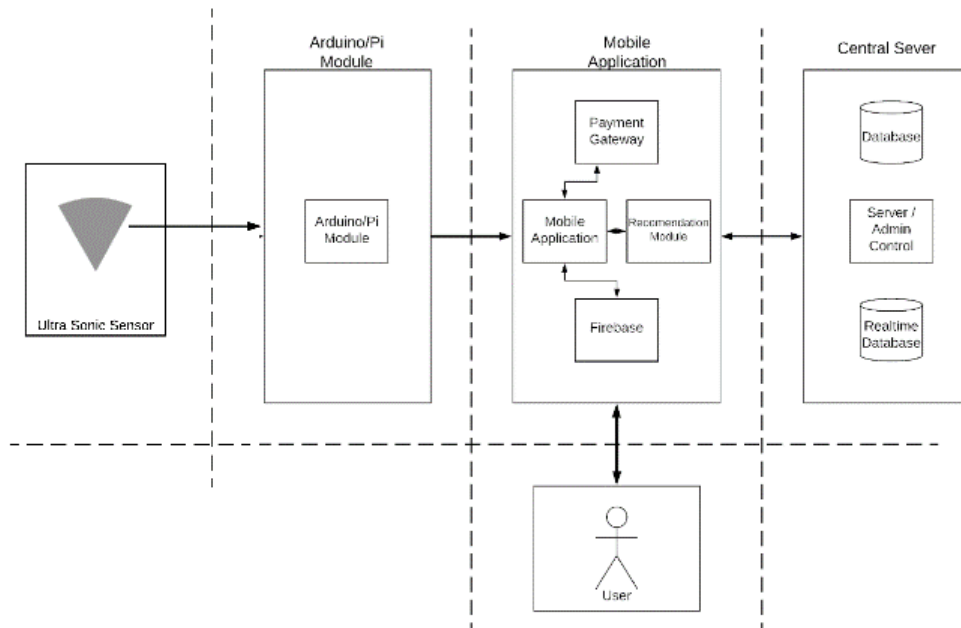 Arduino/Pi
Module
Mobile
Application
Central Sever
Payment
Gateway
Database
Arduino/Pi
Module
Mobile
Application
Recomendation
Module
Server /
Admin
Control
Ultra Sonic Sensor
Firebase
Realtime
Database
User